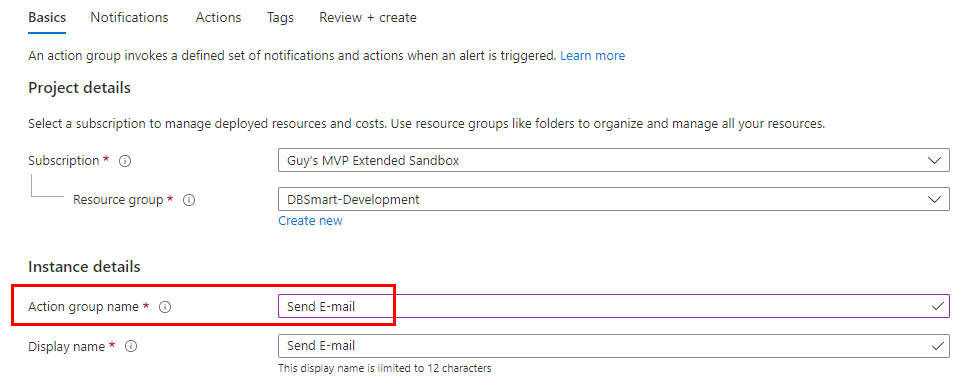 Basics Notifications Actions Tags Review + create
An action group invokes a defined set of notifications and actions when an alert is triggered. Learn more
Project details
Select a subscription to manage deployed resources and costs. Use resource groups like folders to organize and manage all your resources.
Subscription * Guy's MVP Extended Sandbox
Resource group * DBSmart-Development
Create new
Instance details
Action group name * Send E-mail
Display name * Send E-mail
This display name is limited to 12 characters